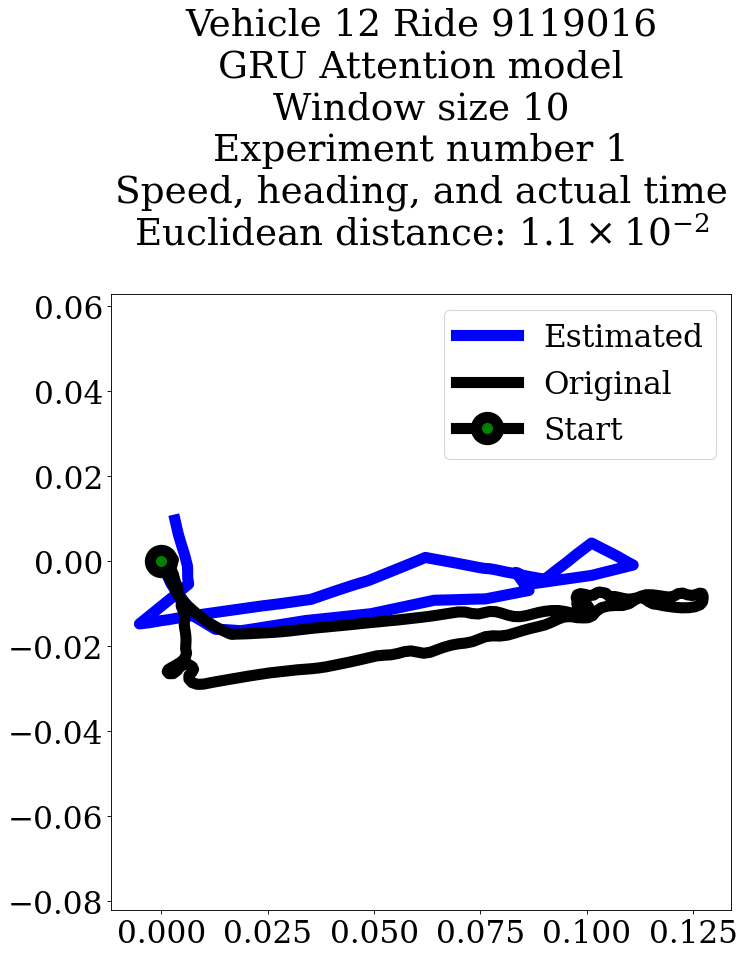 Vehicle 12 Ride 9119016
GRU Attention model
Window size 10
Experiment number 1
Speed, heading, and actual time
Euclidean distance: 1.1 × 10⁻²
Estimated
Original
Start
0.06
0.04
0.02
0.00
−0.02
−0.04
−0.06
−0.08
0.000 0.025 0.050 0.075 0.100 0.125